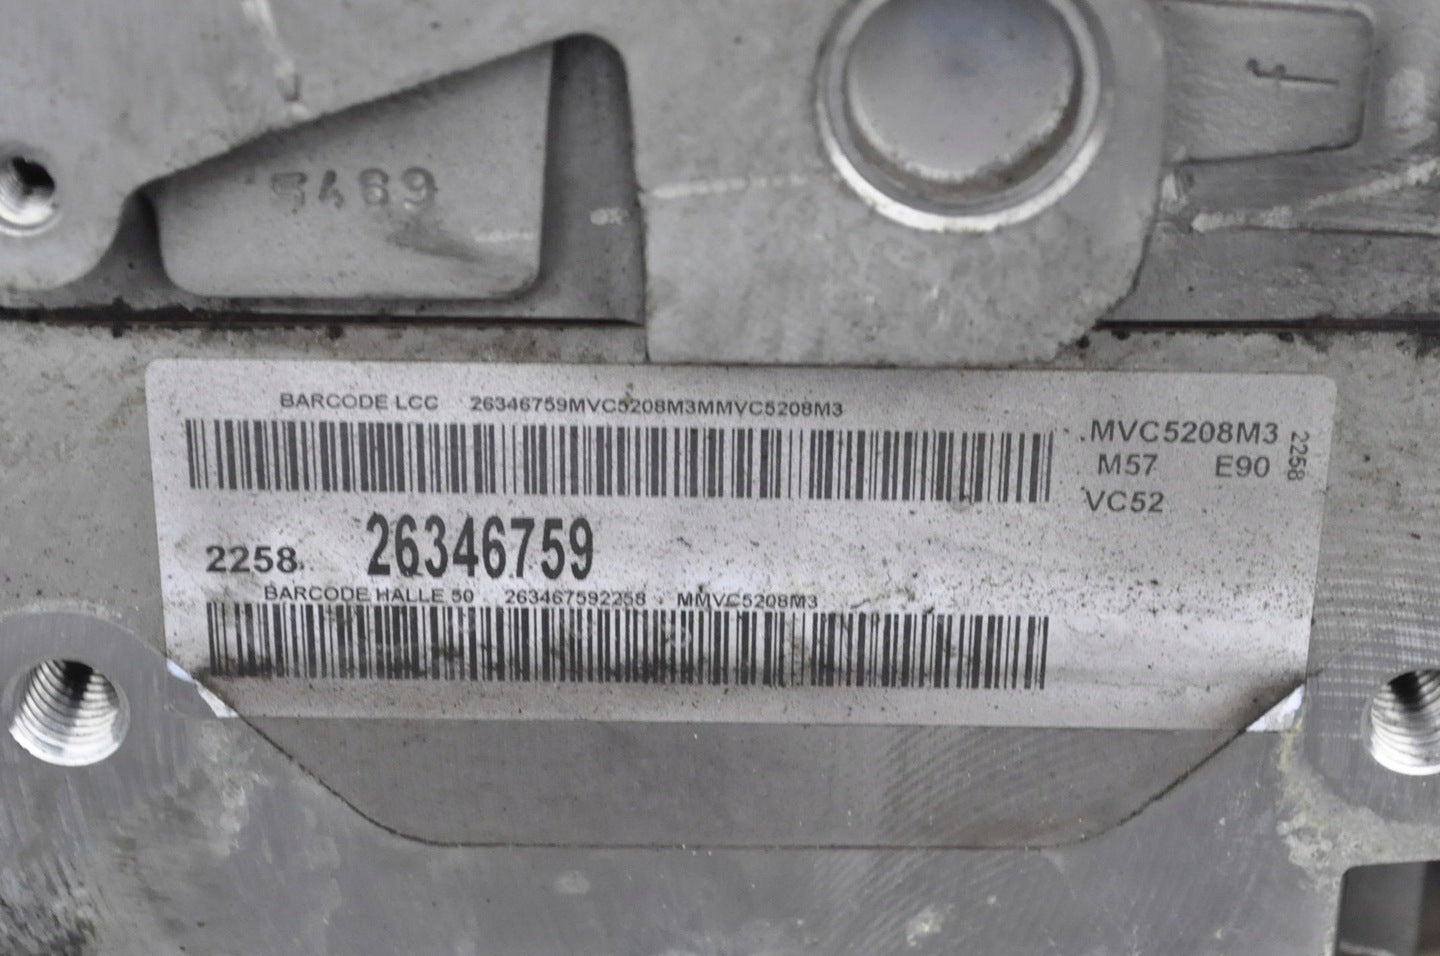 f
5469
BARCODE LCC 26346759MVC5208M3MMVC5208M3
.MVC5208M3
M57 E90
VC52
2258
2258 26346759
BARCODE HALLE 50 263467592258 MMVC5208M3